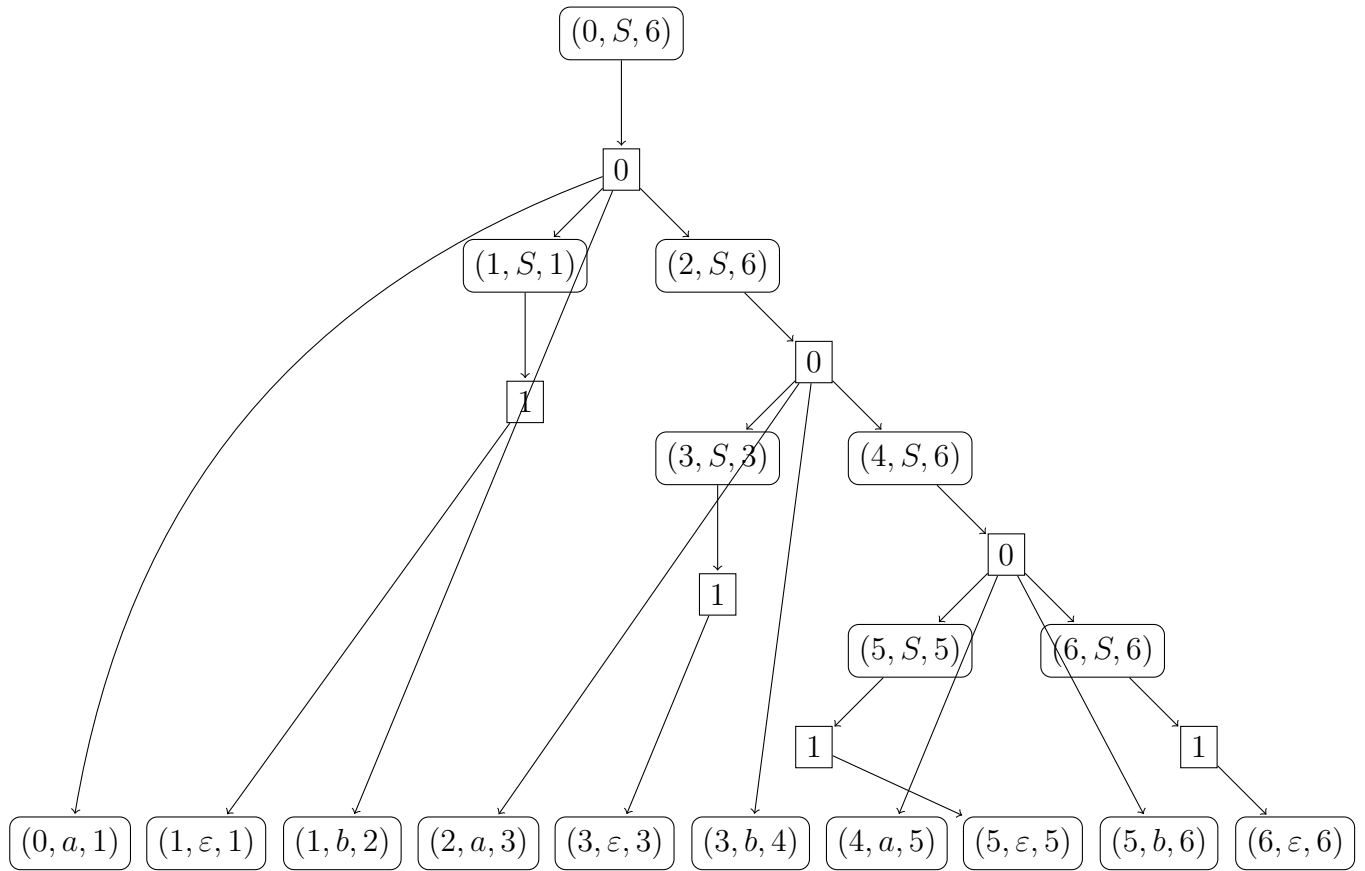 (0, S, 6)
0
(1, S, 1) (2, S, 6)
0
1
(3, S, 3) (4, S, 6)
0
1
(5, S, 5) (6, S, 6)
1 1
(0, a, 1) (1, ε, 1) (1, b, 2) (2, a, 3) (3, ε, 3) (3, b, 4) (4, a, 5) (5, ε, 5) (5, b, 6) (6, ε, 6)